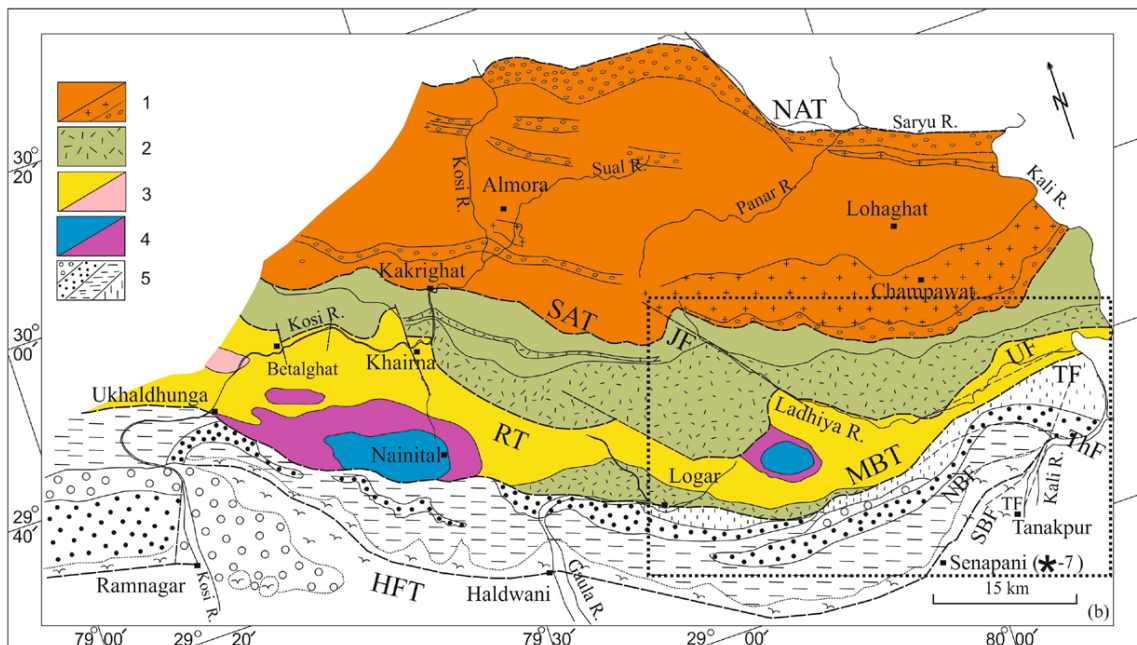 1
2
3
4
5
N
NAT
Saryu R.
Kosi R.
Sual R.
Almora
Panar R.
Kali R.
Lohaghat
Kakrighat
Champawat
SAT
JF
Kosi R.
Khairna
Betalghat
UF
TF
Ukhaldhunga
Ladhiya R.
RT
MBT
ThF
Nainital
Logar
NBF
Kali R.
SBF
TF
Tanakpur
Ramnagar
Kosi R.
HFT
Haldwani
Gaula R.
Senapani (*-7)
15 km
(b)
30° 20′
30° 00′
29° 40′
79° 00′
29° 20′
79° 30′
29° 00′
80° 00′